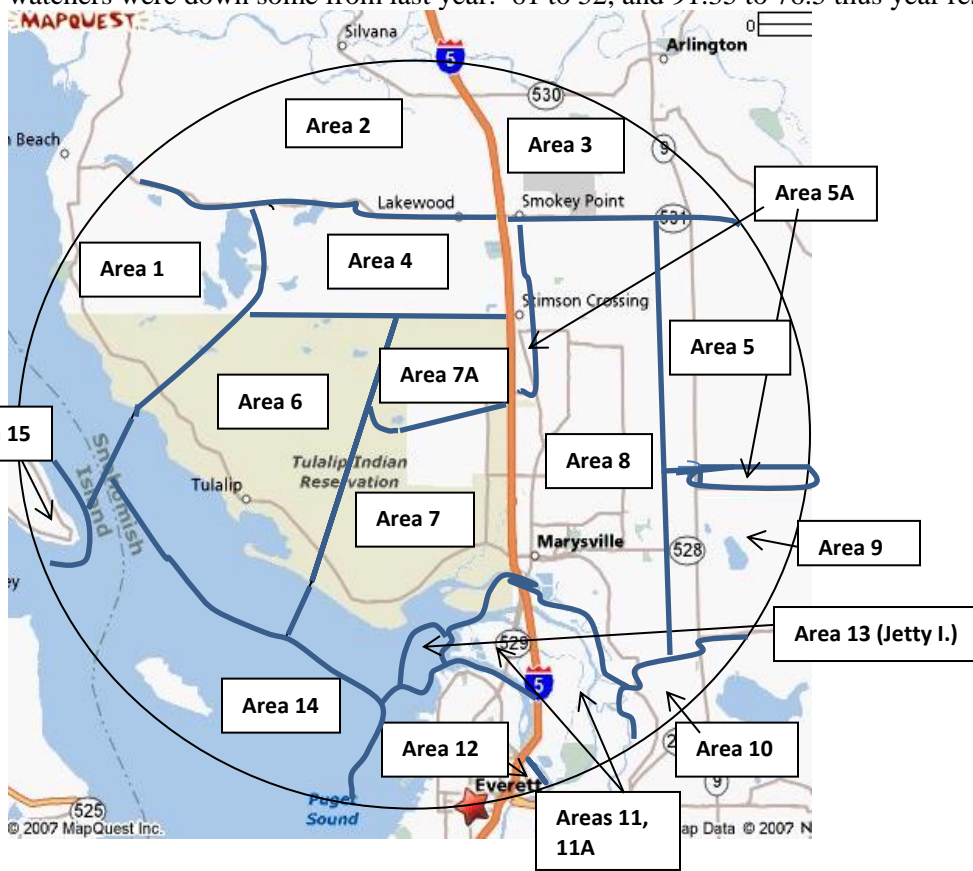 watchers were down some from last year. 61 to 52, and 91.35 to 78.5 thus year
MAPQUEST
Silvana
0
Arlington
5
530
Area 2
Area 3
9
Beach
Area 5A
Lakewood
Smokey Point
531
Area 1
Area 4
Stimson Crossing
Area 5
Area 7A
Area 6
15
Snohomish
Island
Tulalip Indian
Reservation
Area 8
Tulalip
Area 7
Marysville
528
Area 9
529
Area 13 (Jetty I.)
5
Area 14
Area 12
Area 10
9
Everett
Puget
Sound
525
Areas 11,
11A
© 2007 MapQuest Inc.
ap Data © 2007 N